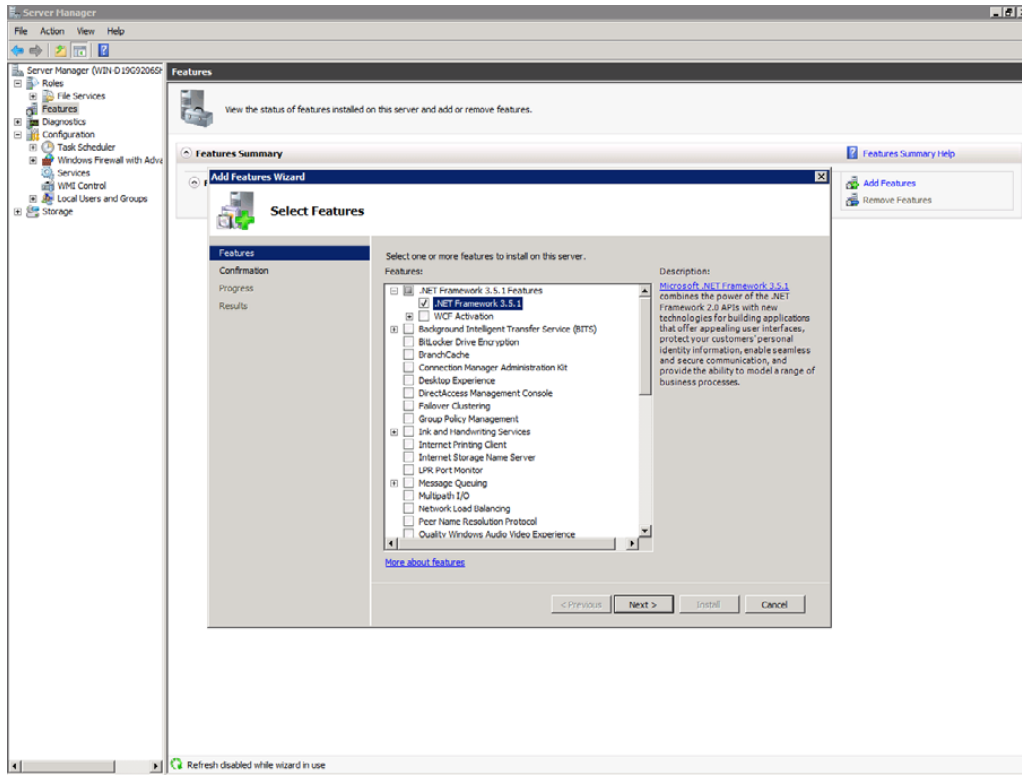 Server Manager
File Action View Help
Server Manager (WIN-D19G9206SH
Roles
File Services
Features
Diagnostics
Configuration
Task Scheduler
Windows Firewall with Adva
Services
WMI Control
Local Users and Groups
Storage
Features
View the status of features installed on this server and add or remove features.
Features Summary
Features Summary Help
Add Features
Remove Features
Add Features Wizard
Select Features
Features
Confirmation
Progress
Results
Select one or more features to install on this server.
Features:
.NET Framework 3.5.1 Features
.NET Framework 3.5.1
WCF Activation
Background Intelligent Transfer Service (BITS)
BitLocker Drive Encryption
BranchCache
Connection Manager Administration Kit
Desktop Experience
DirectAccess Management Console
Failover Clustering
Group Policy Management
Ink and Handwriting Services
Internet Printing Client
Internet Storage Name Server
LPR Port Monitor
Message Queuing
Multipath I/O
Network Load Balancing
Peer Name Resolution Protocol
Quality Windows Audio Video Experience
More about features
Description:
Microsoft .NET Framework 3.5.1
combines the power of the .NET
Framework 2.0 APIs with new
technologies for building applications
that offer appealing user interfaces,
protect your customers' personal
identity information, enable seamless
and secure communication, and
provide the ability to model a range of
business processes.
< Previous Next > Install Cancel
Refresh disabled while wizard in use